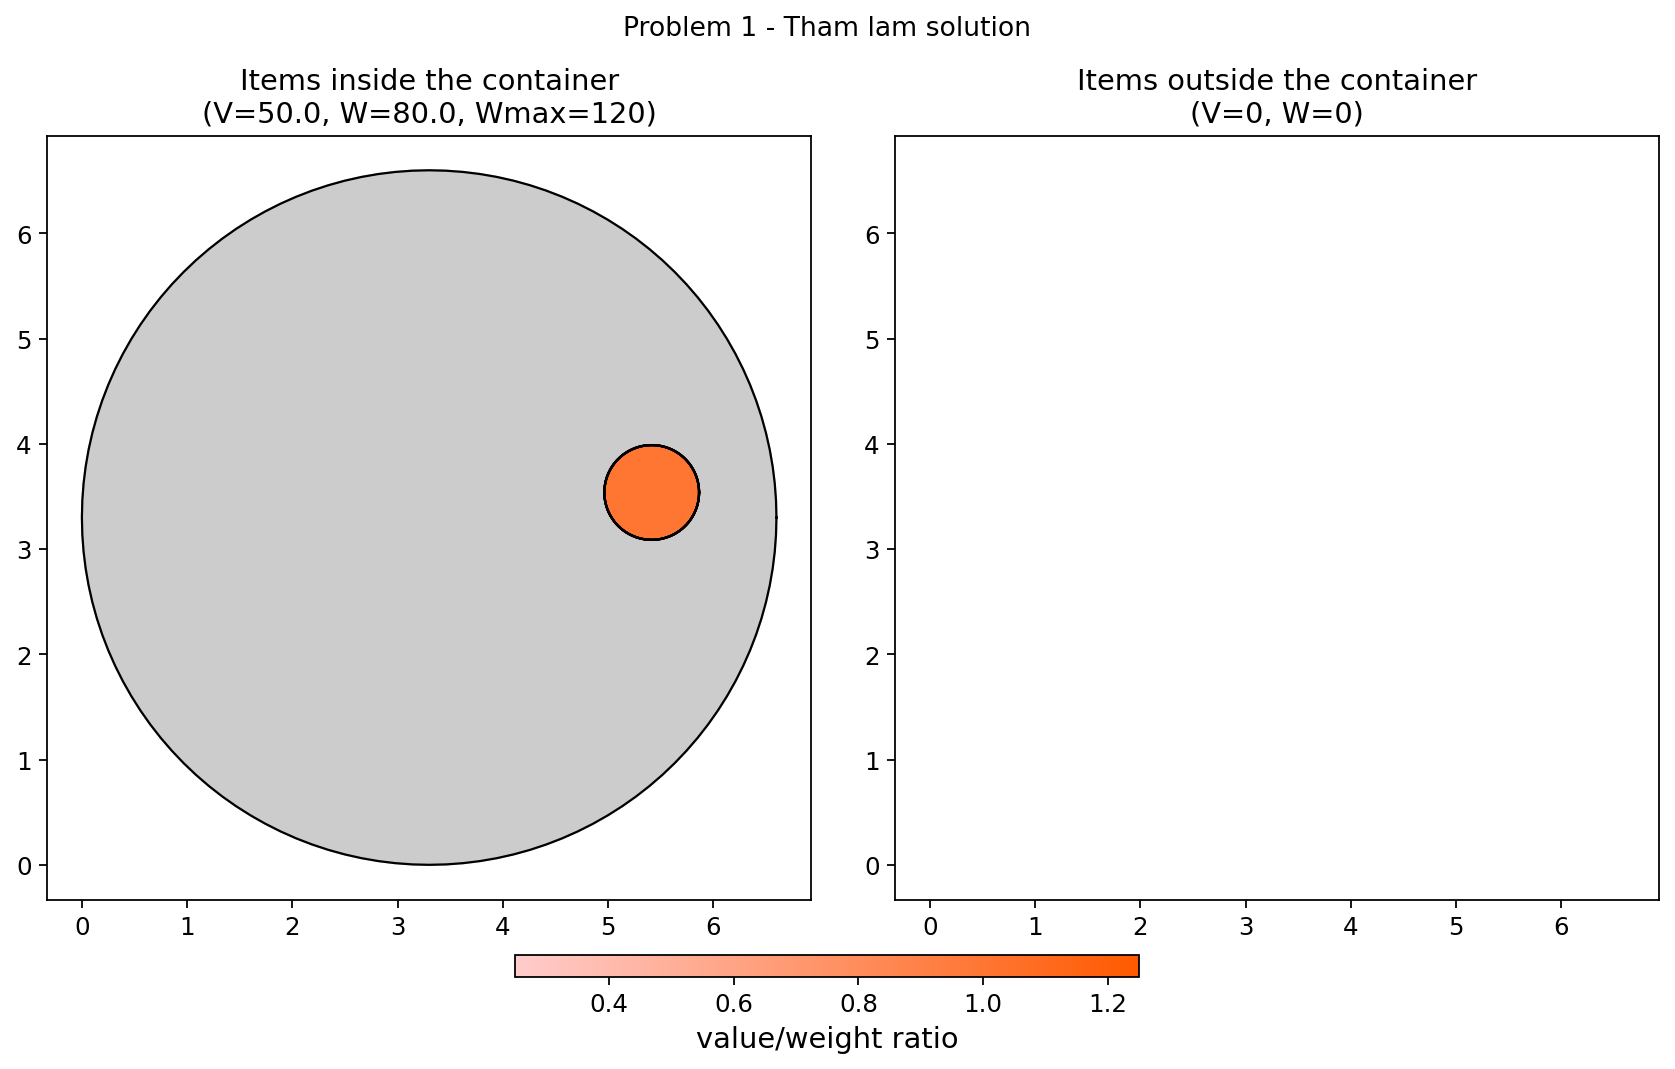 Problem 1 - Tham lam solution
Items inside the container
(V=50.0, W=80.0, Wmax=120)
6
5
4
3
2
1
0
0 1 2 3 4 5 6
Items outside the container
(V=0, W=0)
6
5
4
3
2
1
0
0 1 2 3 4 5 6
0.4 0.6 0.8 1.0 1.2
value/weight ratio